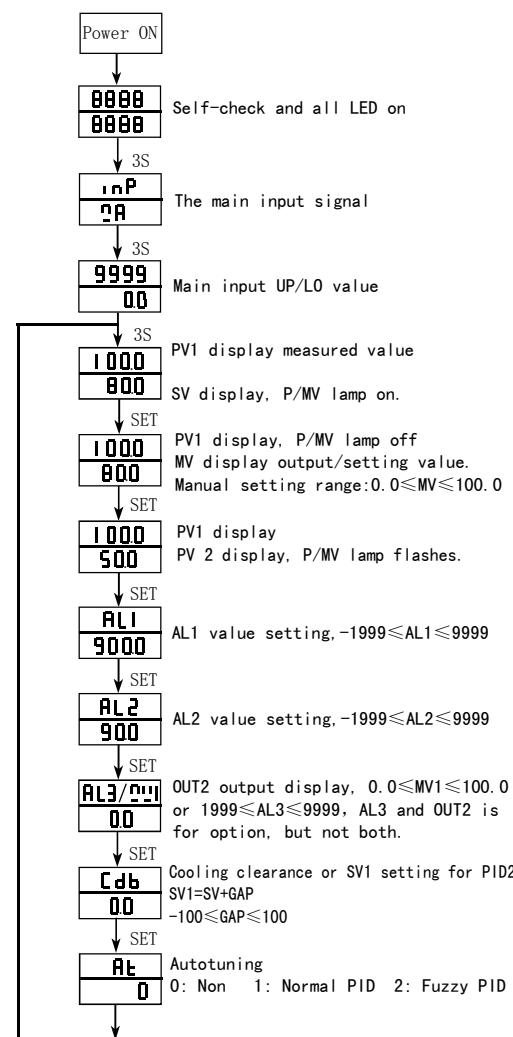 Power ON
8888
8888
Self-check and all LED on
3S
inP
The main input signal
3S
9999
0.0
Main input UP/LO value
3S
100.0
80.0
PV1 display measured value
SV display, P/MV lamp on.
SET
100.0
80.0
PV1 display, P/MV lamp off
MV display output/setting value.
Manual setting range:0.0≤MV≤100.0
SET
100.0
50.0
PV1 display
PV 2 display, P/MV lamp flashes.
SET
AL1
900.0
AL1 value setting,-1999≤AL1≤9999
SET
AL2
90.0
AL2 value setting,-1999≤AL2≤9999
SET
AL3/
0.0
OUT2 output display, 0.0≤MV1≤100.0
or 1999≤AL3≤9999, AL3 and OUT2 is
for option, but not both.
SET
Cdb
0.0
Cooling clearance or SV1 setting for PID2
SV1=SV+GAP
-100≤GAP≤100
SET
At
0
Autotuning
0: Non 1: Normal PID 2: Fuzzy PID